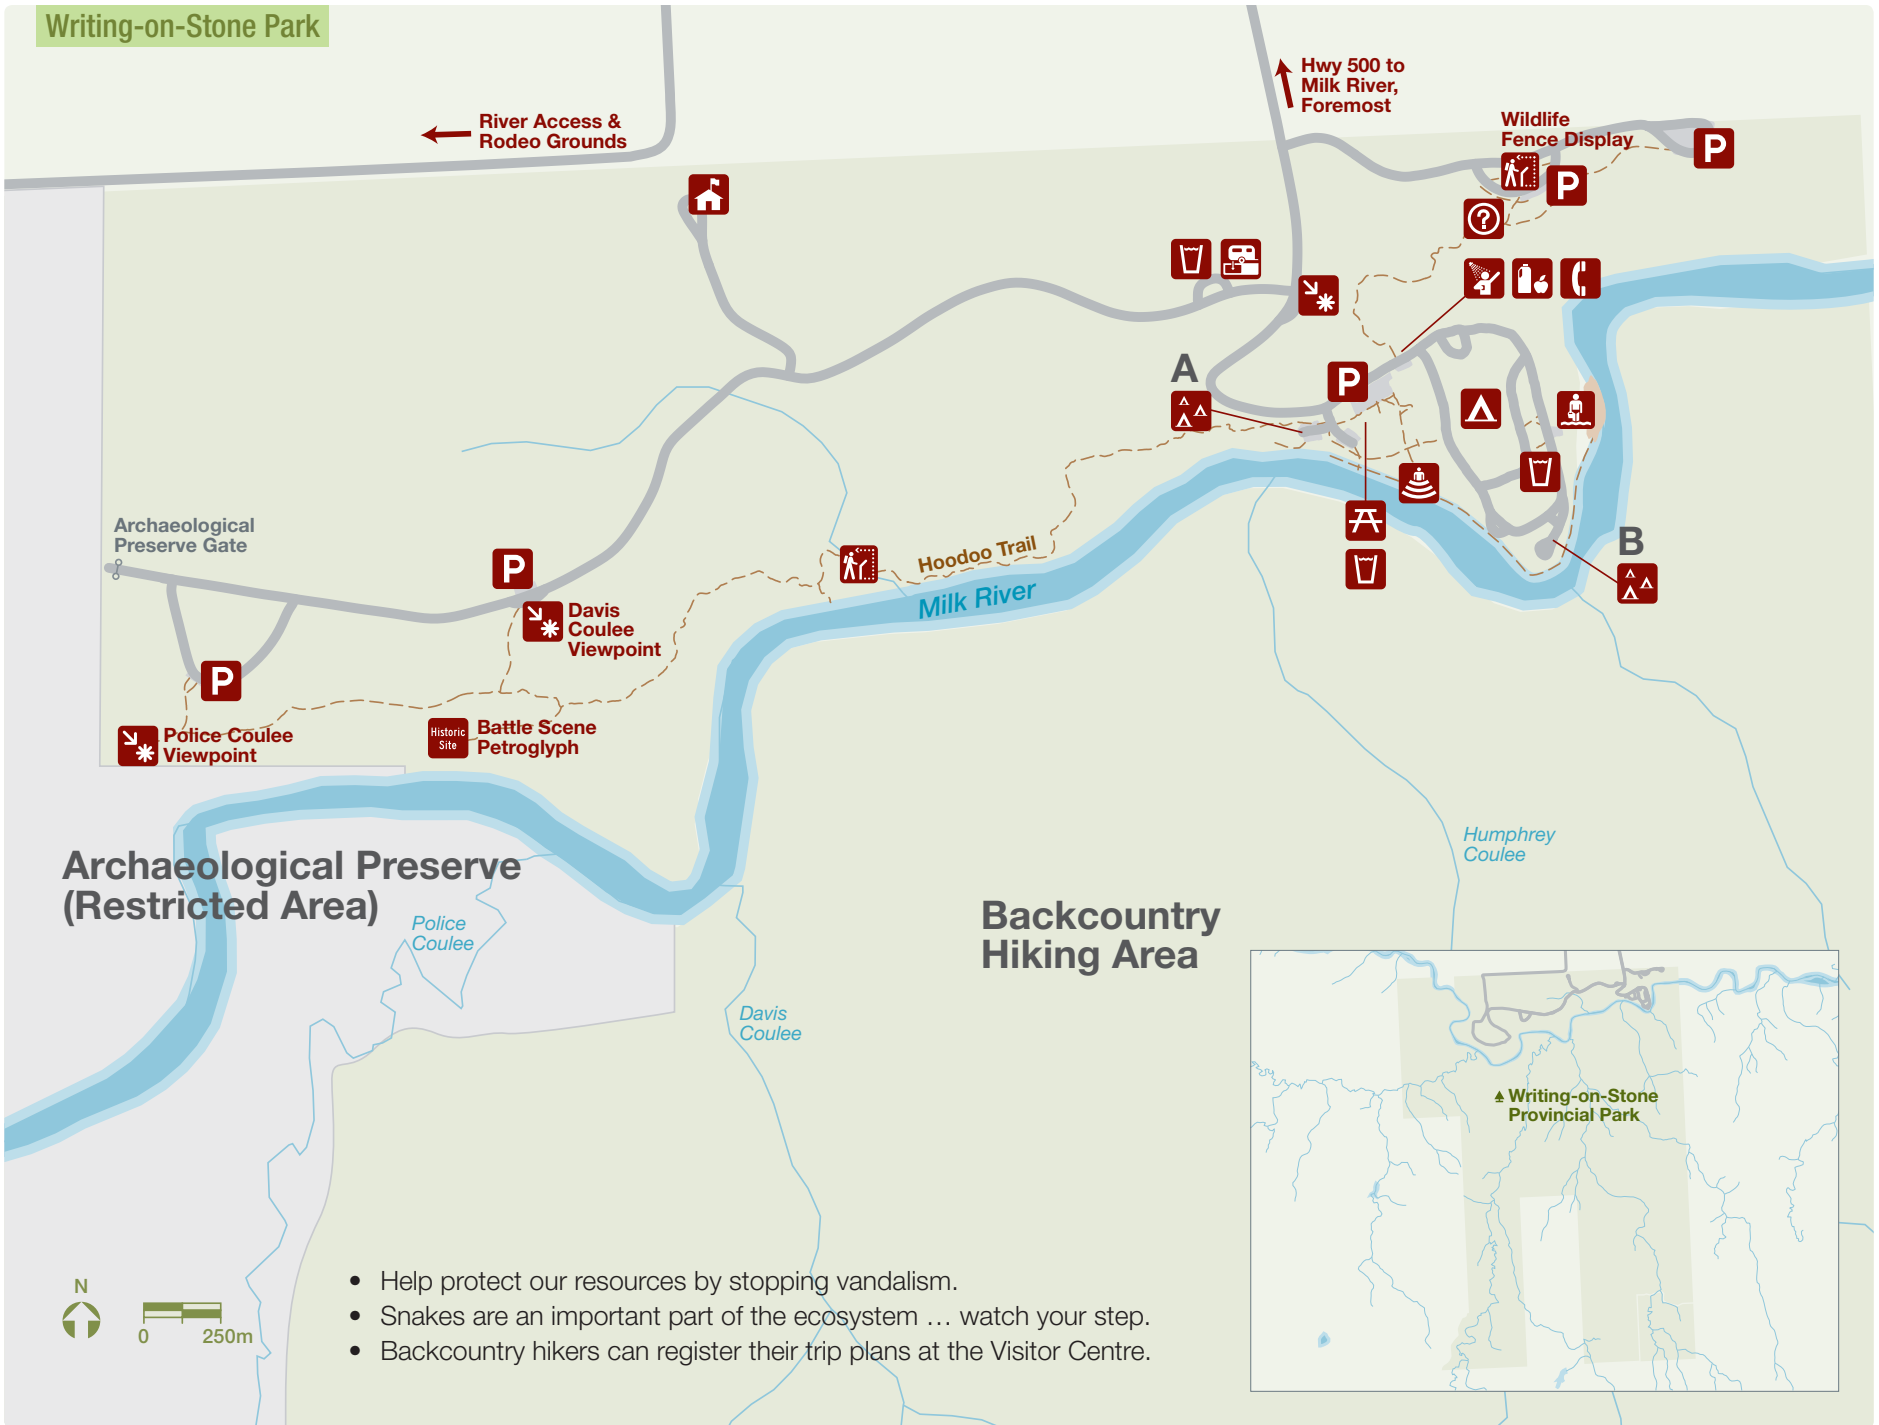 Writing-on-Stone Park
Hwy 500 to
Milk River,
Foremost
River Access &
Rodeo Grounds
Wildlife
Fence Display
P
P
?
A
P
Archaeological
Preserve Gate
P
Hoodoo Trail
Milk River
B
Davis
Coulee
Viewpoint
P
Police Coulee
Viewpoint
Historic
Site
Battle Scene
Petroglyph
Archaeological Preserve
(Restricted Area)
Police
Coulee
Humphrey
Coulee
Backcountry
Hiking Area
Davis
Coulee
Writing-on-Stone
Provincial Park
N
0 250m
• Help protect our resources by stopping vandalism.
• Snakes are an important part of the ecosystem … watch your step.
• Backcountry hikers can register their trip plans at the Visitor Centre.